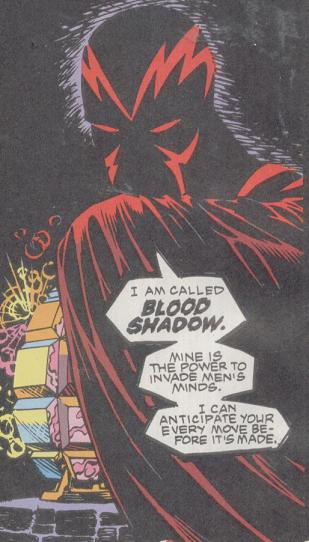 I AM CALLED
BLOOD
SHADOW.
MINE IS
THE POWER TO
INVADE MEN'S
MINDS.
I CAN
ANTICIPATE YOUR
EVERY MOVE BE-
FORE IT'S MADE.